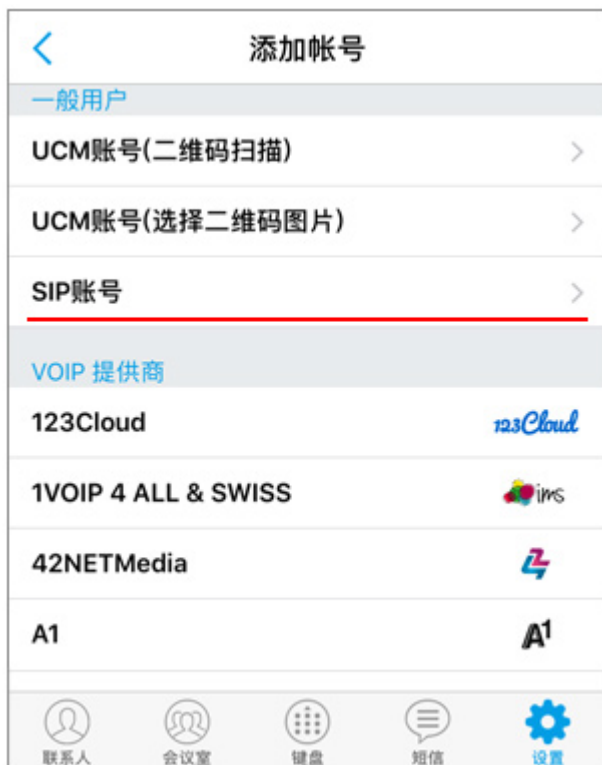 添加帐号
一般用户
UCM账号(二维码扫描)
UCM账号(选择二维码图片)
SIP账号
VOIP 提供商
123Cloud 123Cloud
1VOIP 4 ALL & SWISS ims
42NETMedia
A1 A1
联系人 会议室 键盘 短信 设置